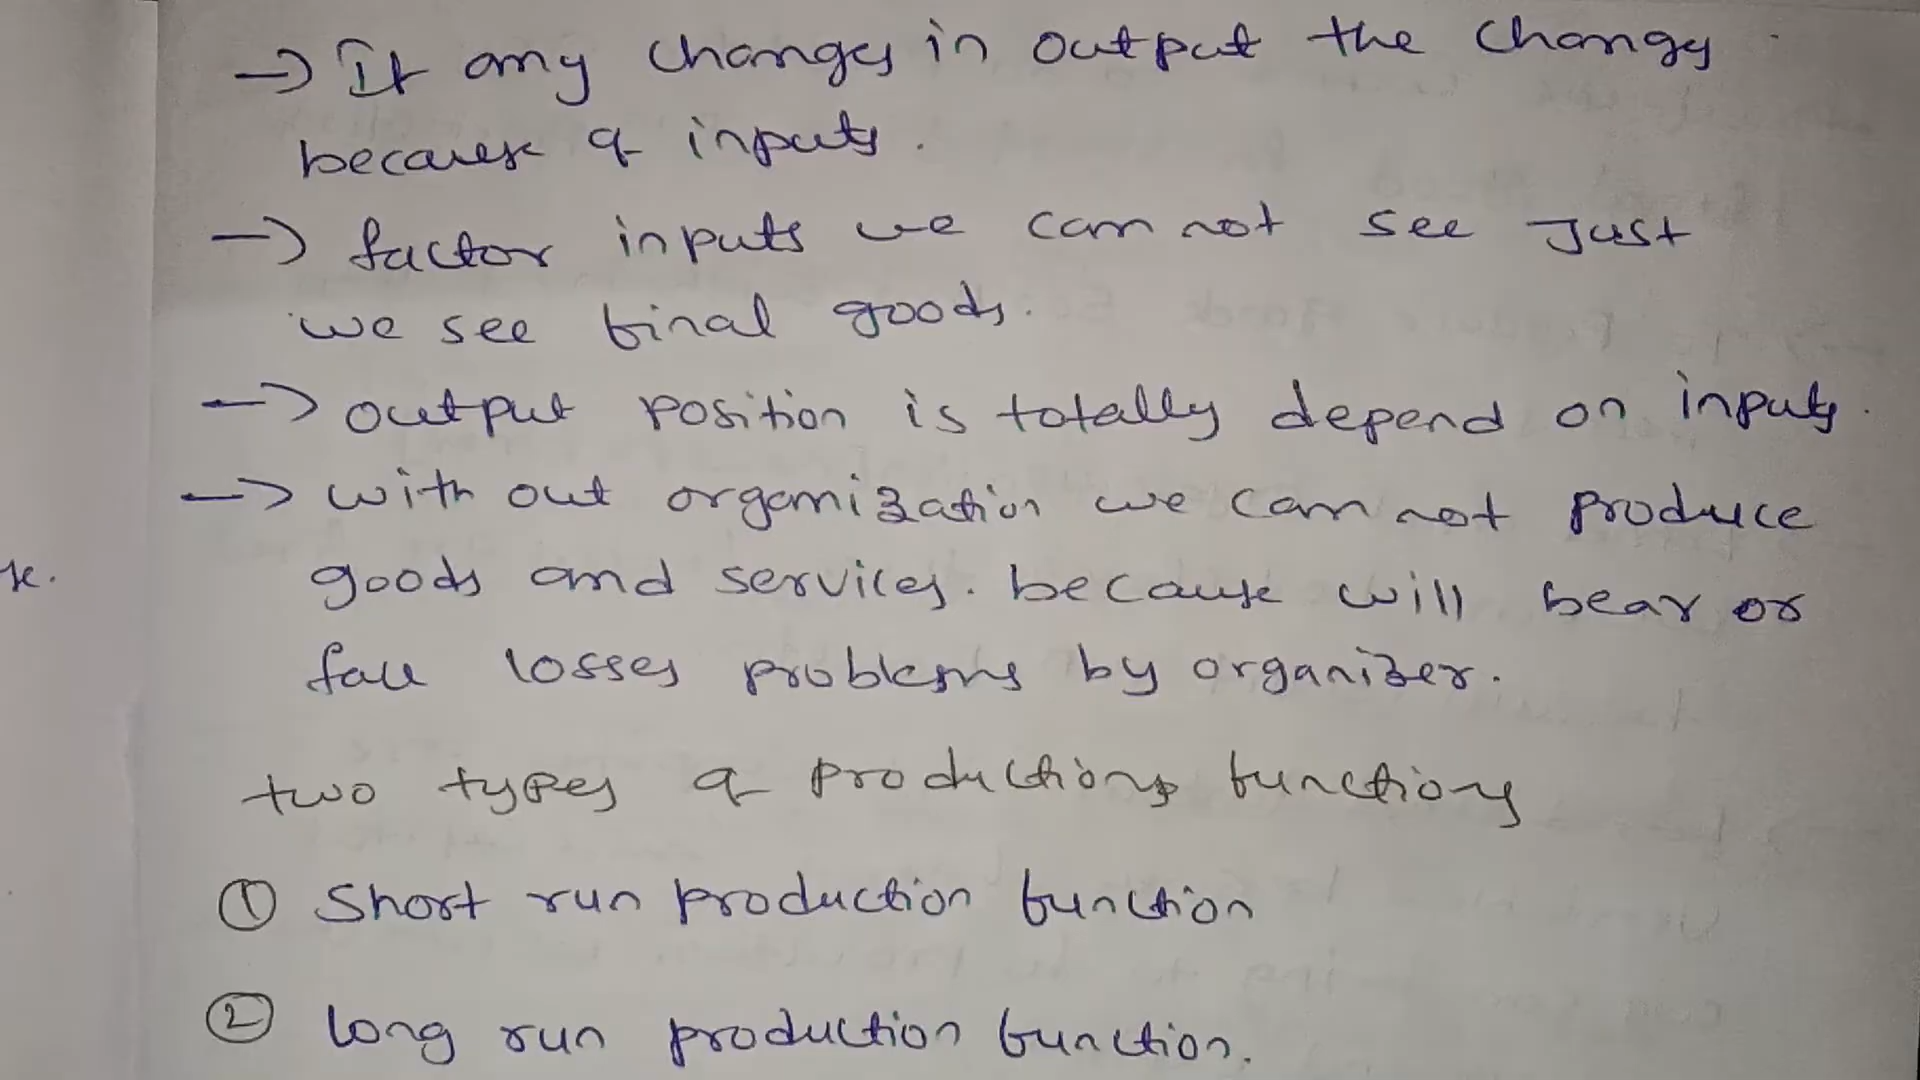 → If any changes in output the changes
because of inputs.
→ factor inputs we can not see Just
we see final goods.
→ output position is totally depend on inputs.
→ with out organization we can not produce
goods and services. because will bear or
face losses problems by organizer.
two types of productions functions
① Short run production function
② long run production function.